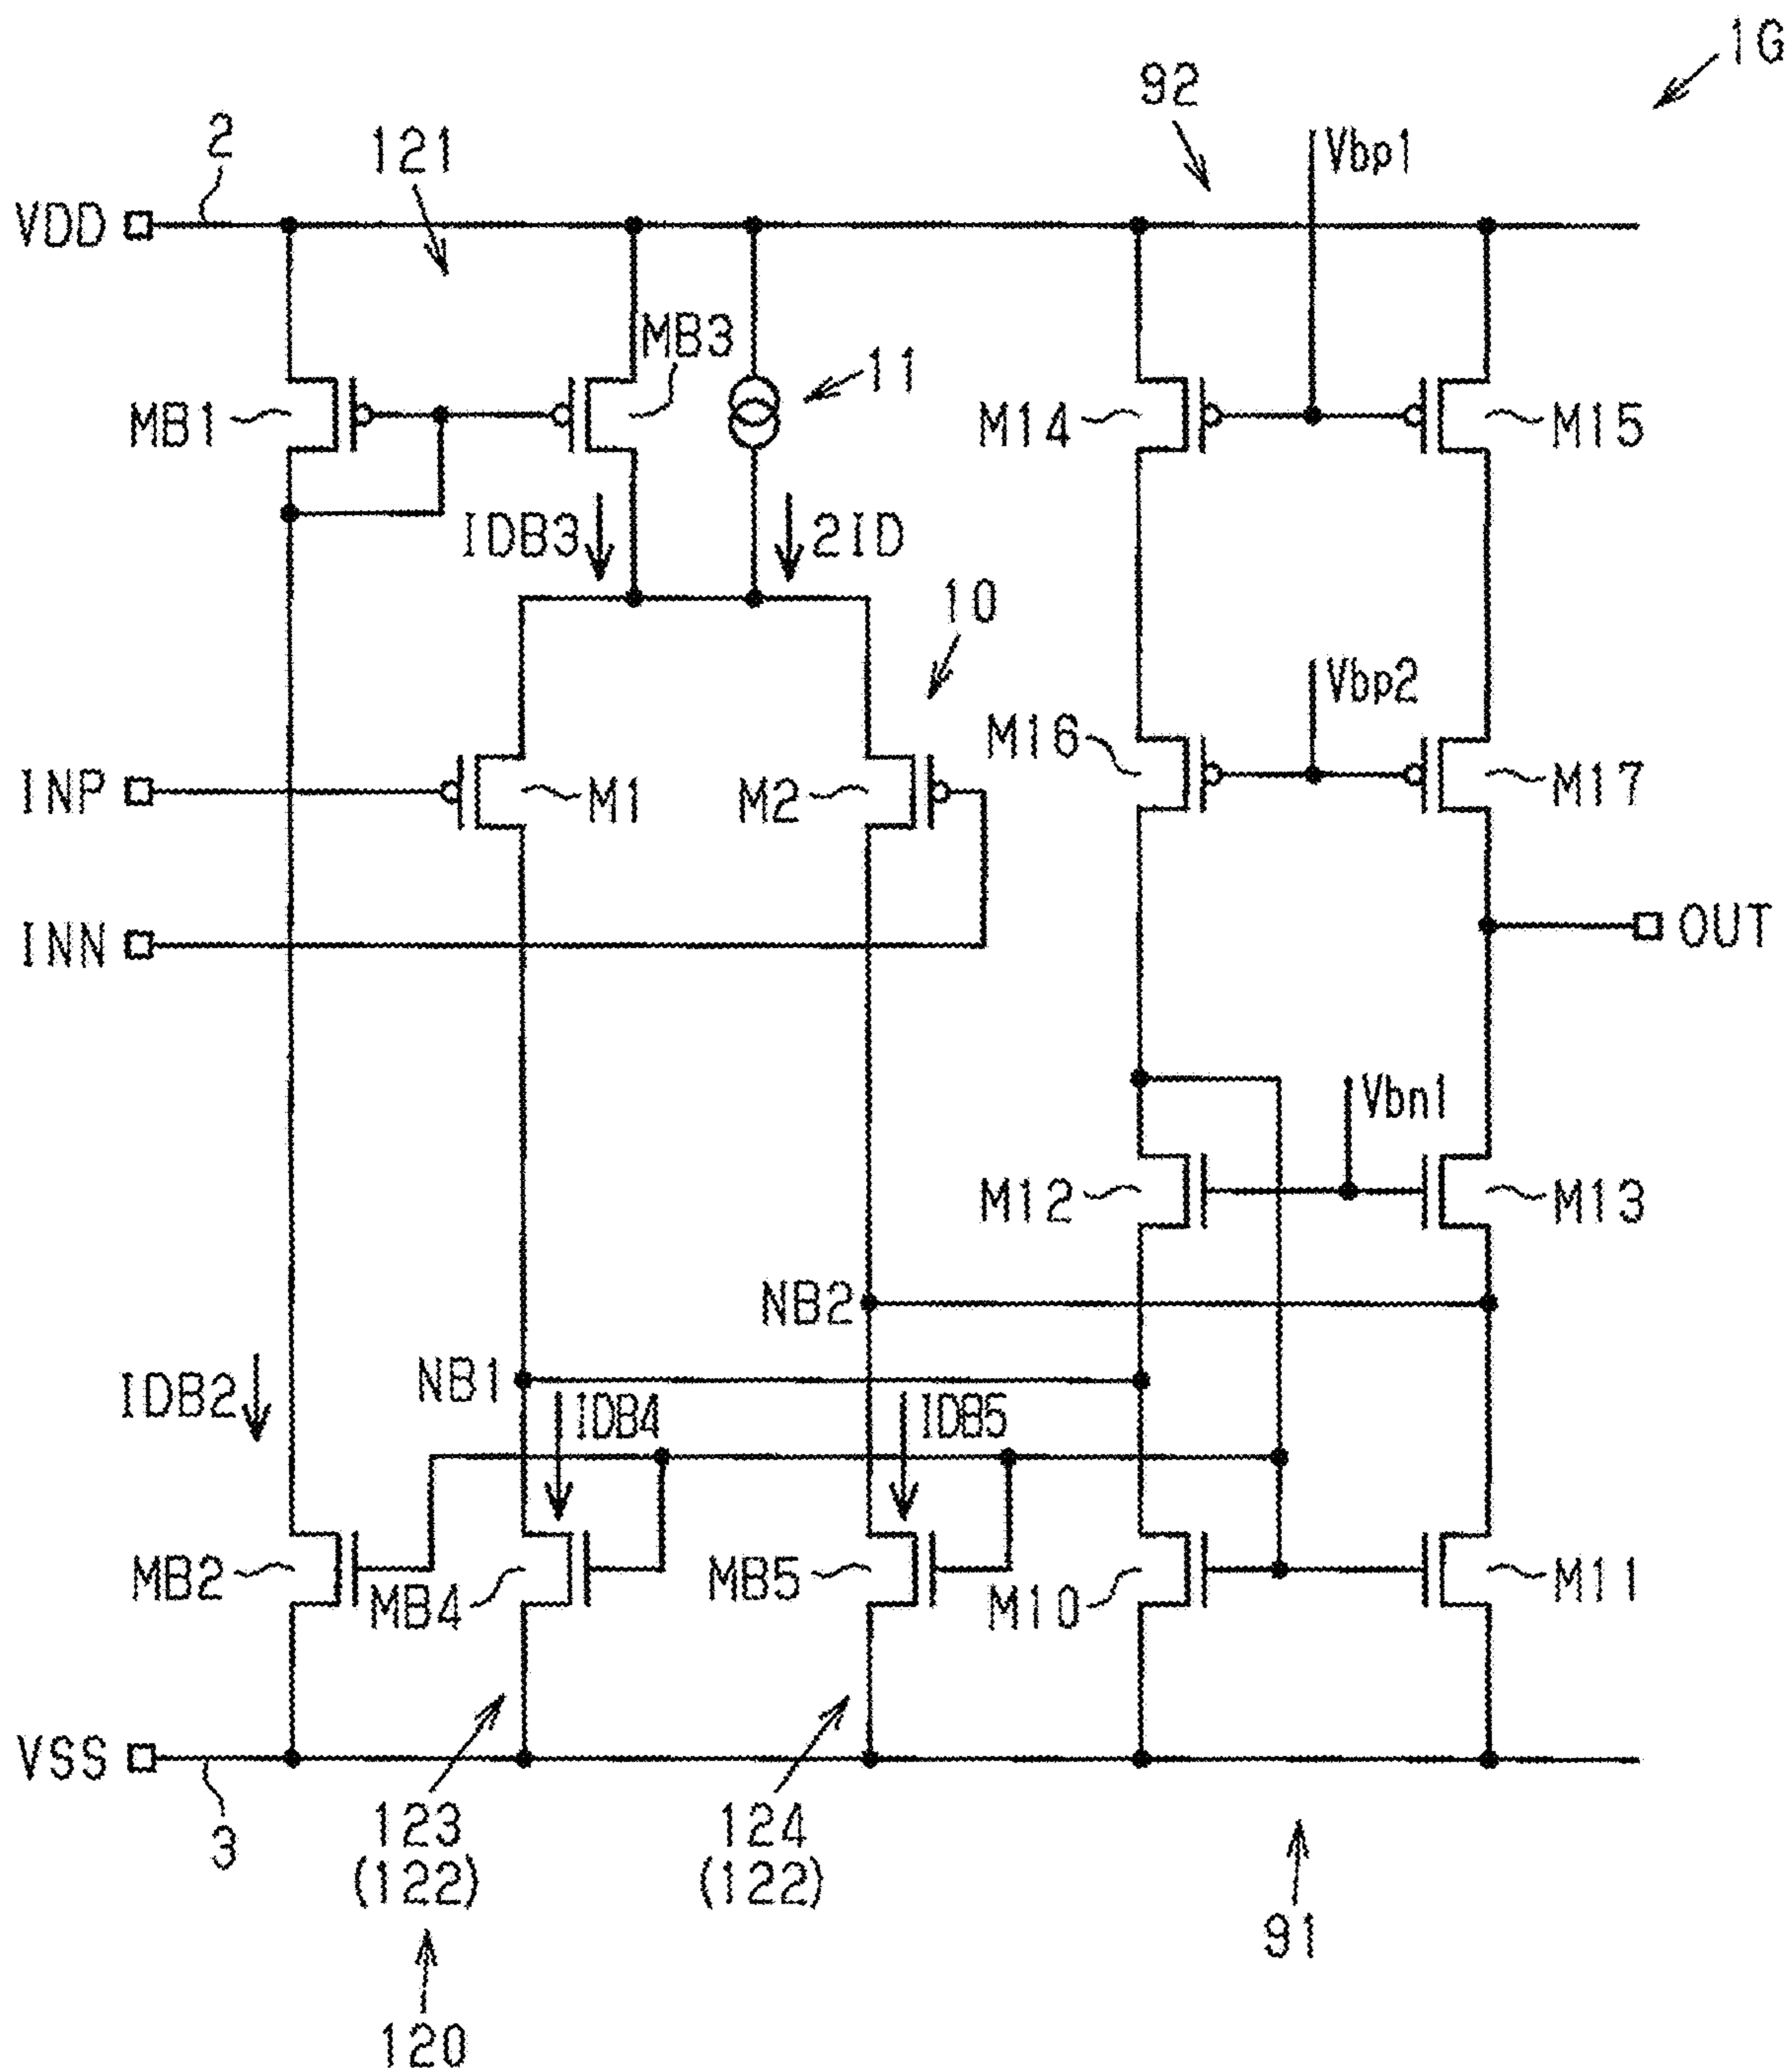 1G
92
Vbp1
2
121
VDD
MB3
11
MB1
M14
M15
IDB3
2ID
10
Vbp2
M16
INP
M1
M2
M17
INN
OUT
Vbn1
M12
M13
NB2
NB1
IDB2
IDB4
IDB5
MB2
MB4
MB5
M10
M11
VSS
3
123
(122)
124
(122)
91
120